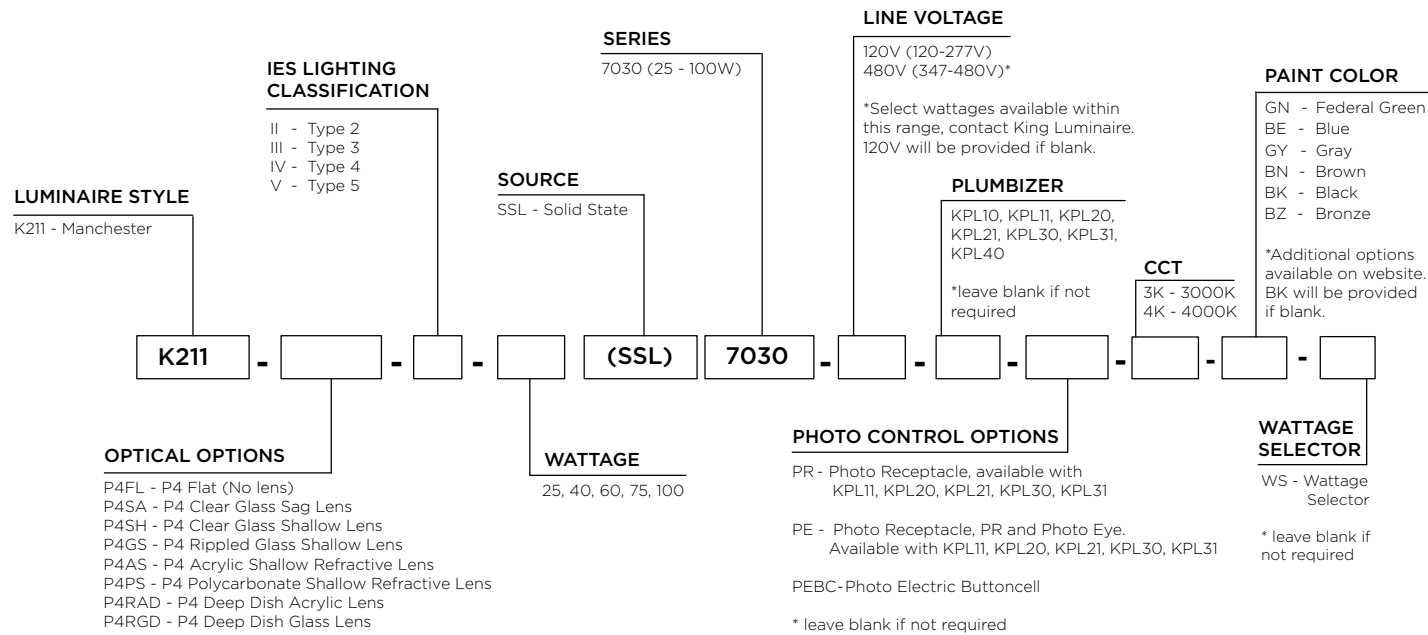 LINE VOLTAGE
120V (120-277V)
480V (347-480V)*
*Select wattages available within
this range, contact King Luminaire.
120V will be provided if blank.
SERIES
7030 (25 - 100W)
IES LIGHTING
CLASSIFICATION
II - Type 2
III - Type 3
IV - Type 4
V - Type 5
PAINT COLOR
GN - Federal Green
BE - Blue
GY - Gray
BN - Brown
BK - Black
BZ - Bronze
*Additional options
available on website.
BK will be provided
if blank.
LUMINAIRE STYLE
K211 - Manchester
SOURCE
SSL - Solid State
PLUMBIZER
KPL10, KPL11, KPL20,
KPL21, KPL30, KPL31,
KPL40
*leave blank if not
required
CCT
3K - 3000K
4K - 4000K
K211 - - - (SSL) 7030 - - - - - -
OPTICAL OPTIONS
P4FL - P4 Flat (No lens)
P4SA - P4 Clear Glass Sag Lens
P4SH - P4 Clear Glass Shallow Lens
P4GS - P4 Rippled Glass Shallow Lens
P4AS - P4 Acrylic Shallow Refractive Lens
P4PS - P4 Polycarbonate Shallow Refractive Lens
P4RAD - P4 Deep Dish Acrylic Lens
P4RGD - P4 Deep Dish Glass Lens
WATTAGE
25, 40, 60, 75, 100
PHOTO CONTROL OPTIONS
PR - Photo Receptacle, available with
KPL11, KPL20, KPL21, KPL30, KPL31
PE - Photo Receptacle, PR and Photo Eye.
Available with KPL11, KPL20, KPL21, KPL30, KPL31
PEBC-Photo Electric Buttoncell
* leave blank if not required
WATTAGE
SELECTOR
WS - Wattage
Selector
* leave blank if
not required